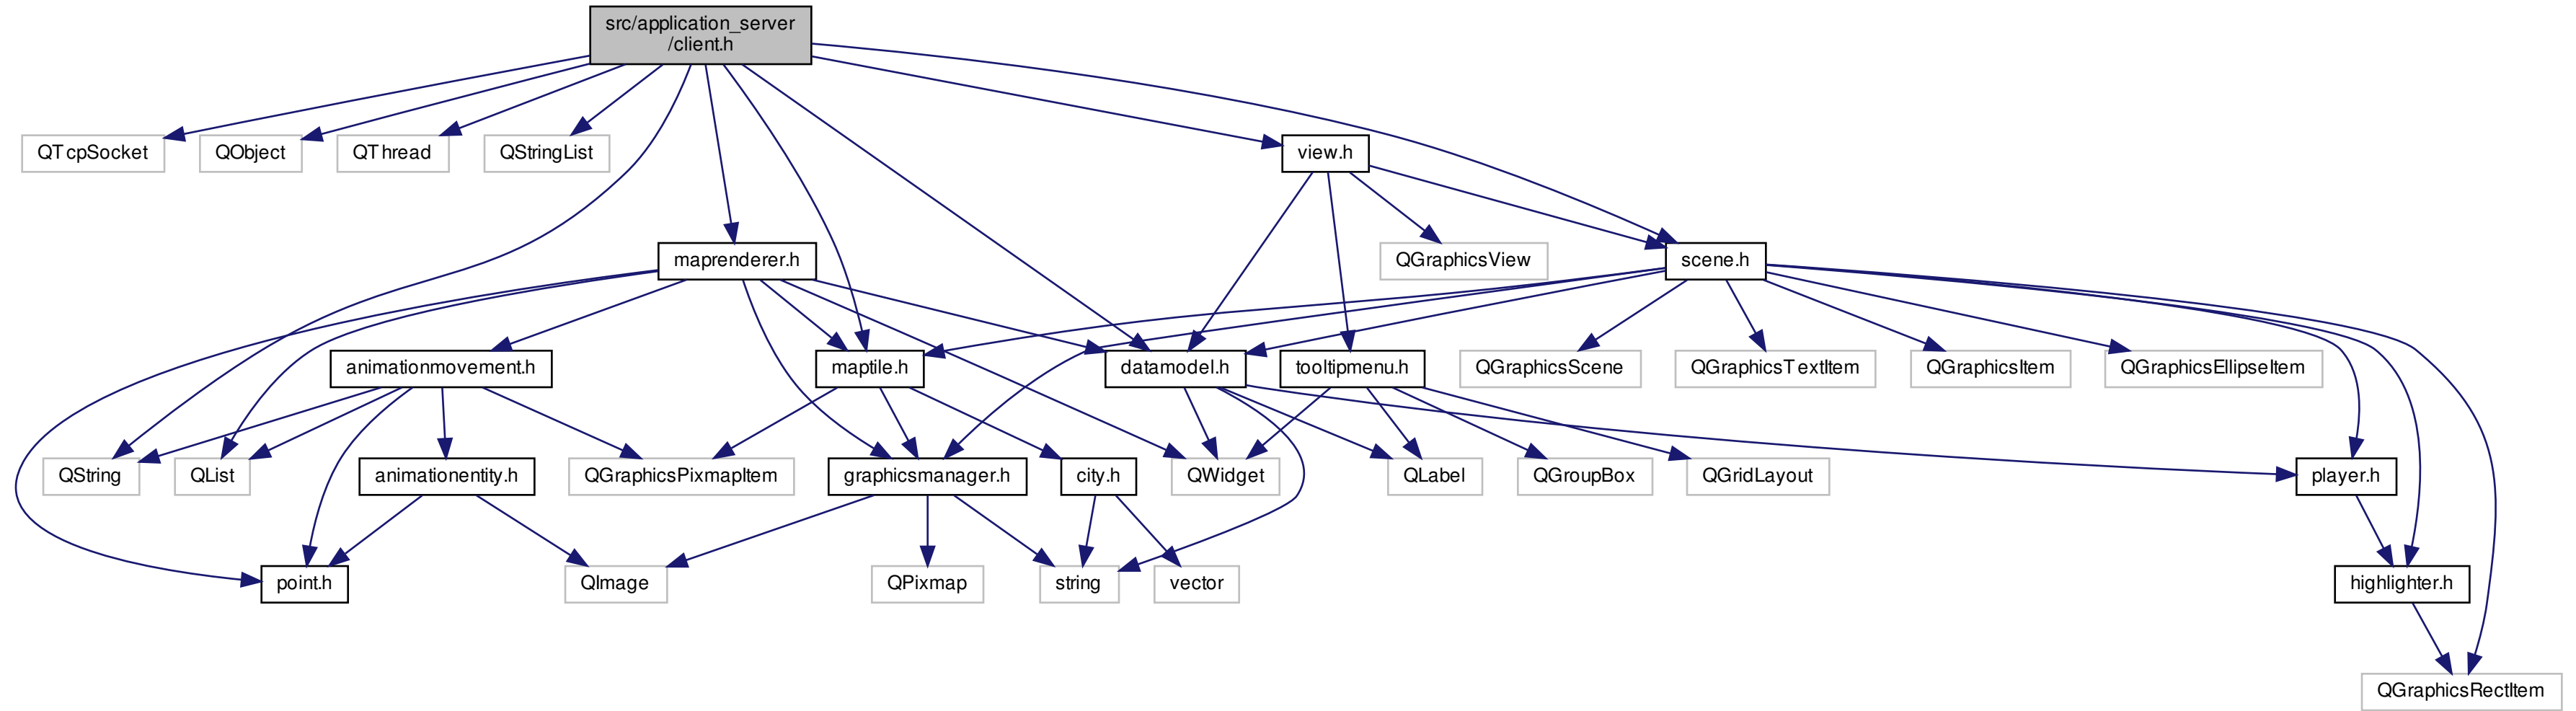 src/application_server
/client.h
QTcpSocket
QObject
QThread
QStringList
view.h
maprenderer.h
QGraphicsView
scene.h
animationmovement.h
maptile.h
datamodel.h
tooltipmenu.h
QGraphicsScene
QGraphicsTextItem
QGraphicsItem
QGraphicsEllipseItem
QString
QList
animationentity.h
QGraphicsPixmapItem
graphicsmanager.h
city.h
QWidget
QLabel
QGroupBox
QGridLayout
player.h
point.h
QImage
QPixmap
string
vector
highlighter.h
QGraphicsRectItem